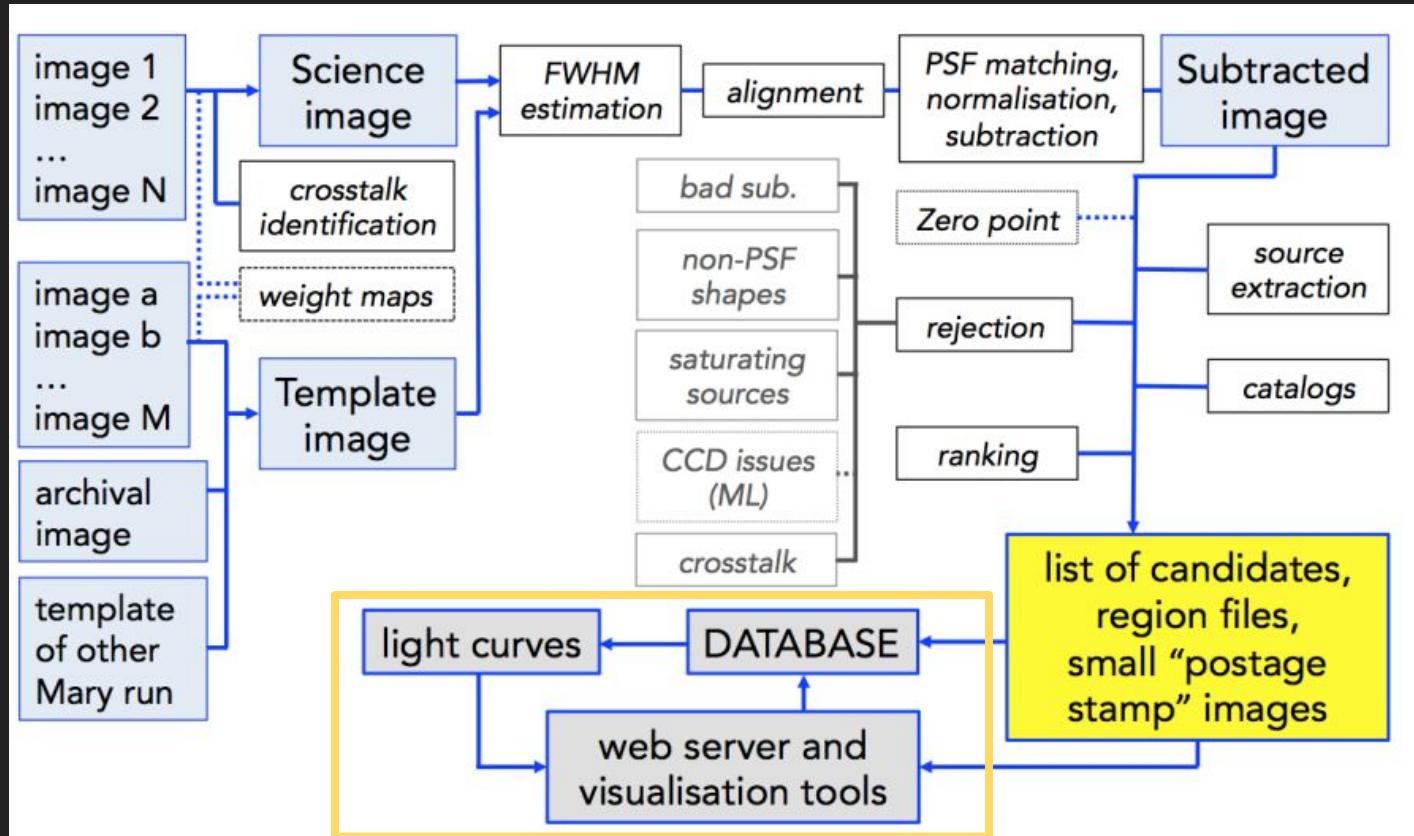 image 1
image 2
...
image N
Science
image
crosstalk
identification
weight maps
image a
image b
...
image M
Template
image
archival
image
template
of other
Mary run
FWHM
estimation
alignment
PSF matching,
normalisation,
subtraction
Subtracted
image
Zero point
source
extraction
rejection
bad sub.
non-PSF
shapes
saturating
sources
CCD issues
(ML)
crosstalk
catalogs
ranking
list of candidates,
region files,
small “postage
stamp” images
DATABASE
light curves
web server and
visualisation tools